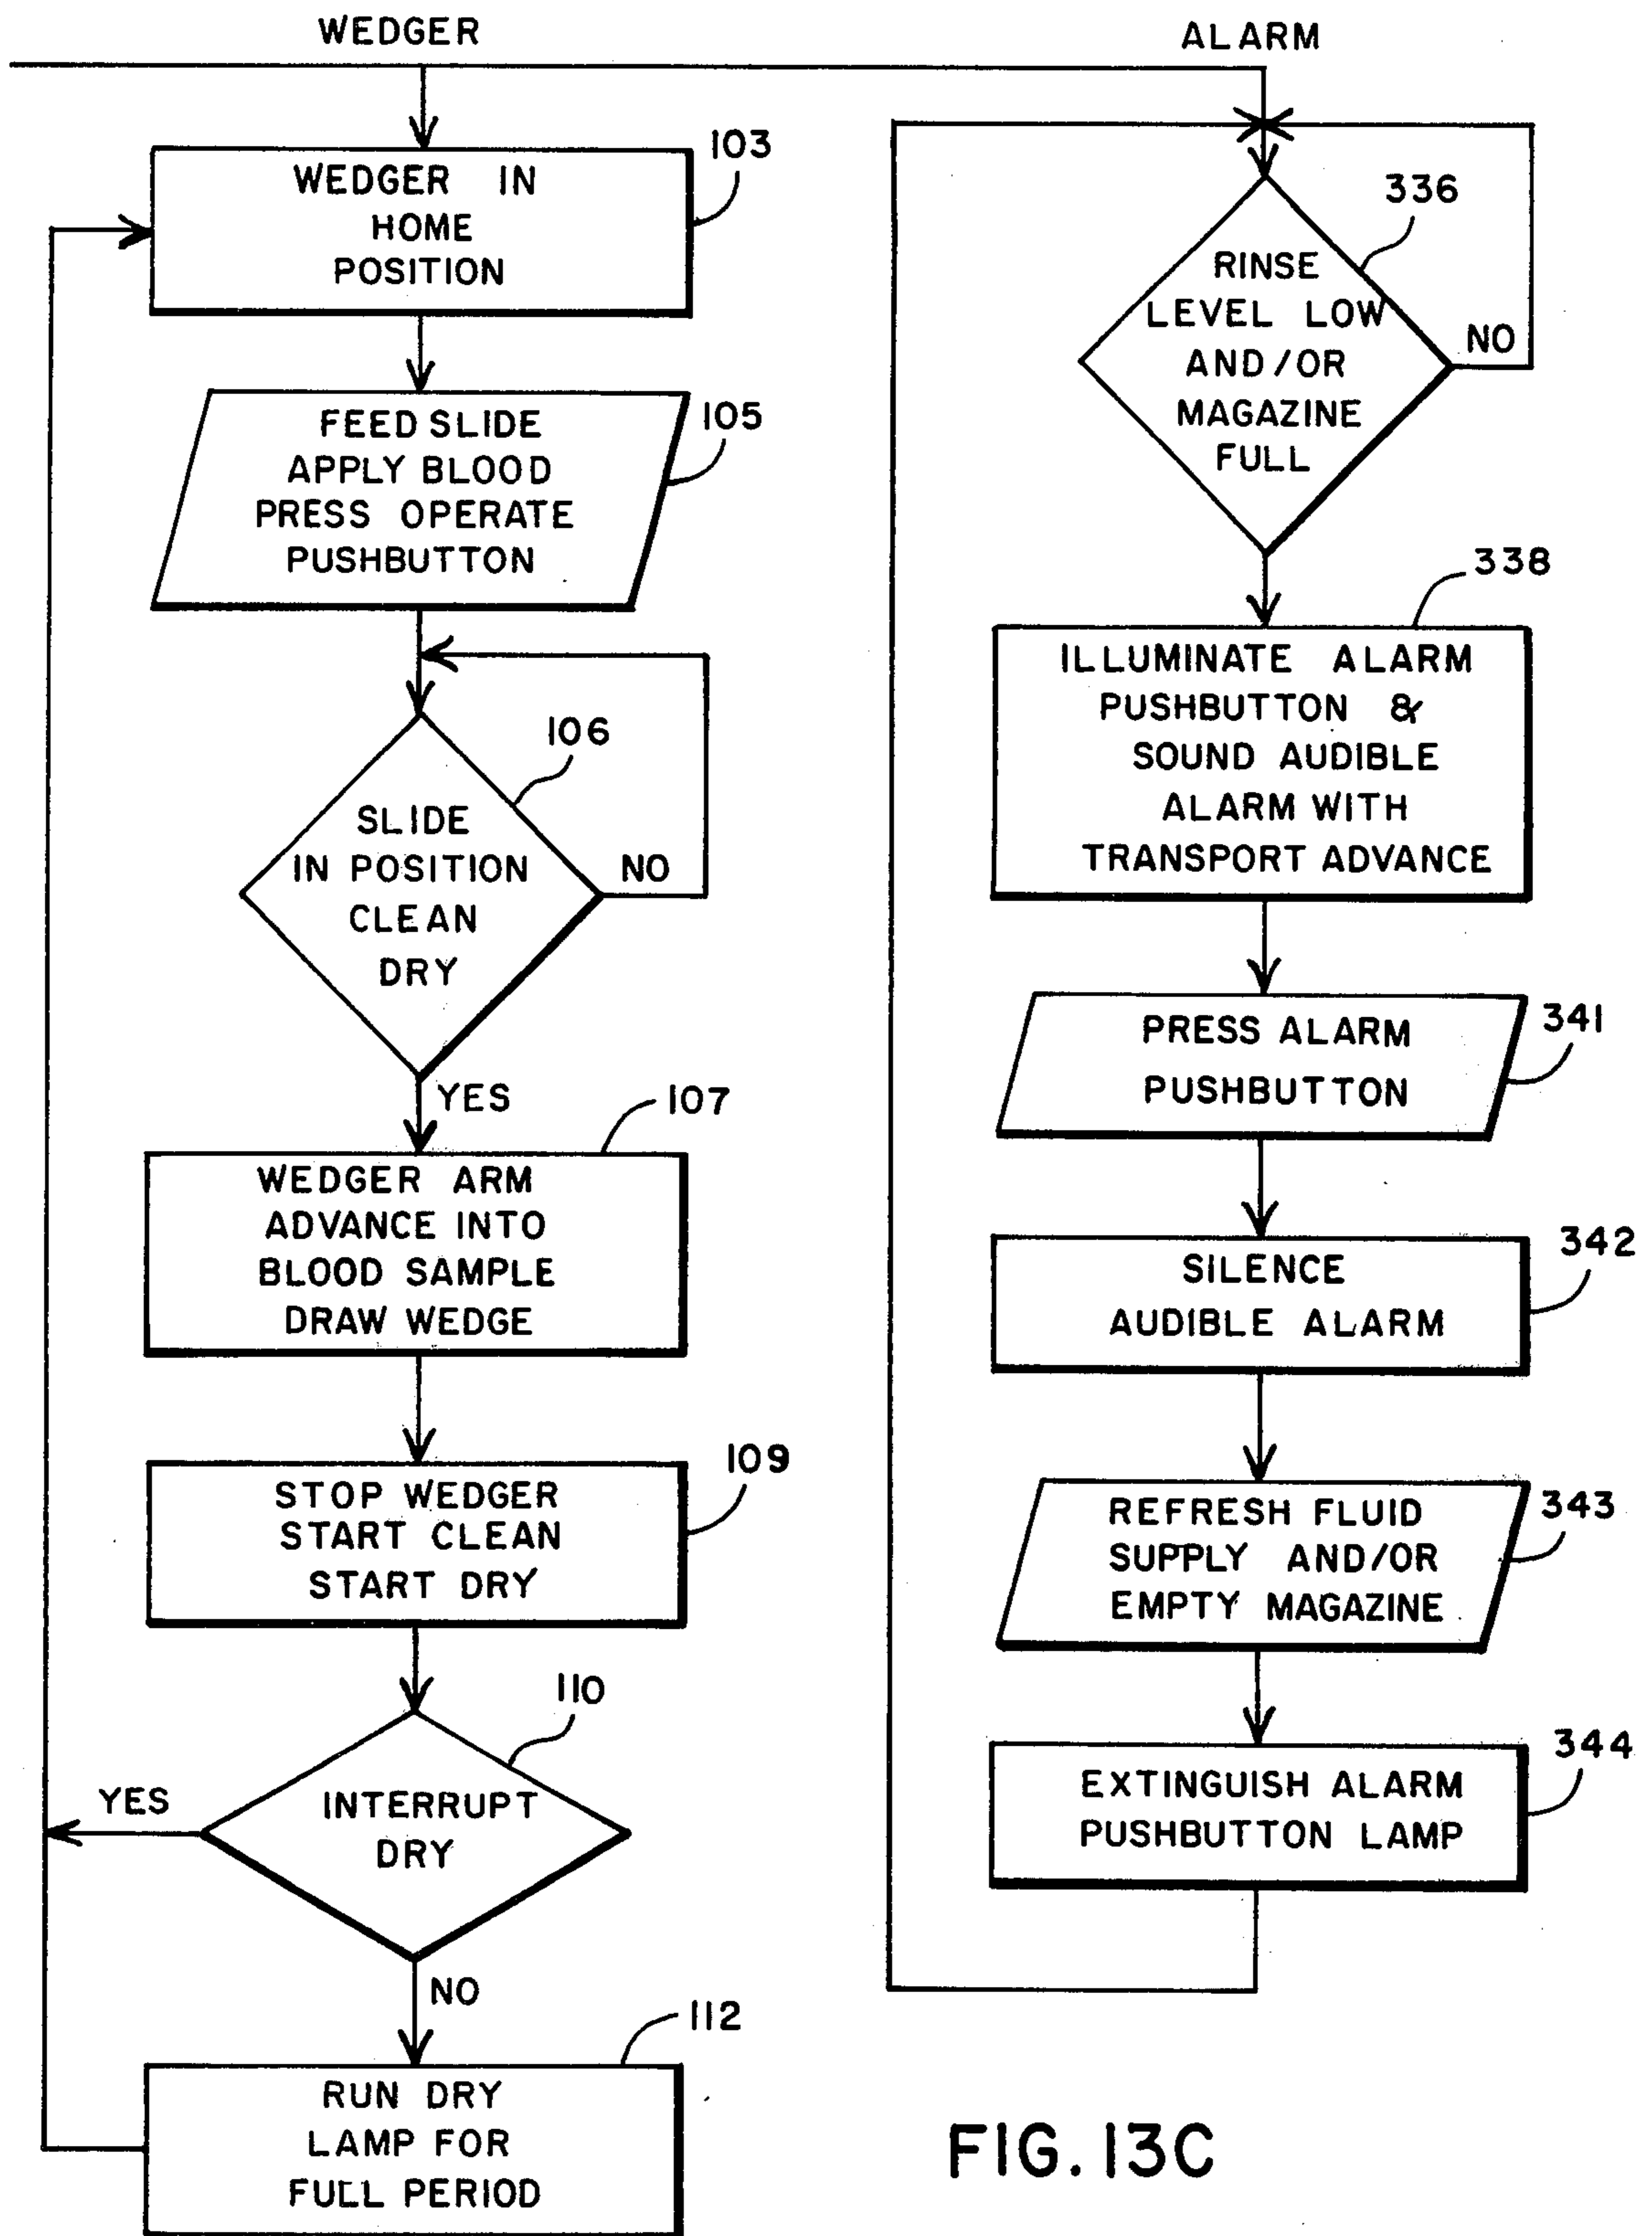 WEDGER
103
WEDGER IN
HOME
POSITION
105
FEED SLIDE
APPLY BLOOD
PRESS OPERATE
PUSHBUTTON
106
SLIDE
IN POSITION
CLEAN
DRY
NO
YES
107
WEDGER ARM
ADVANCE INTO
BLOOD SAMPLE
DRAW WEDGE
109
STOP WEDGER
START CLEAN
START DRY
110
INTERRUPT
DRY
YES
NO
112
RUN DRY
LAMP FOR
FULL PERIOD
ALARM
336
RINSE
LEVEL LOW
AND/OR
MAGAZINE
FULL
NO
338
ILLUMINATE ALARM
PUSHBUTTON &
SOUND AUDIBLE
ALARM WITH
TRANSPORT ADVANCE
341
PRESS ALARM
PUSHBUTTON
342
SILENCE
AUDIBLE ALARM
343
REFRESH FLUID
SUPPLY AND/OR
EMPTY MAGAZINE
344
EXTINGUISH ALARM
PUSHBUTTON LAMP
FIG. 13C